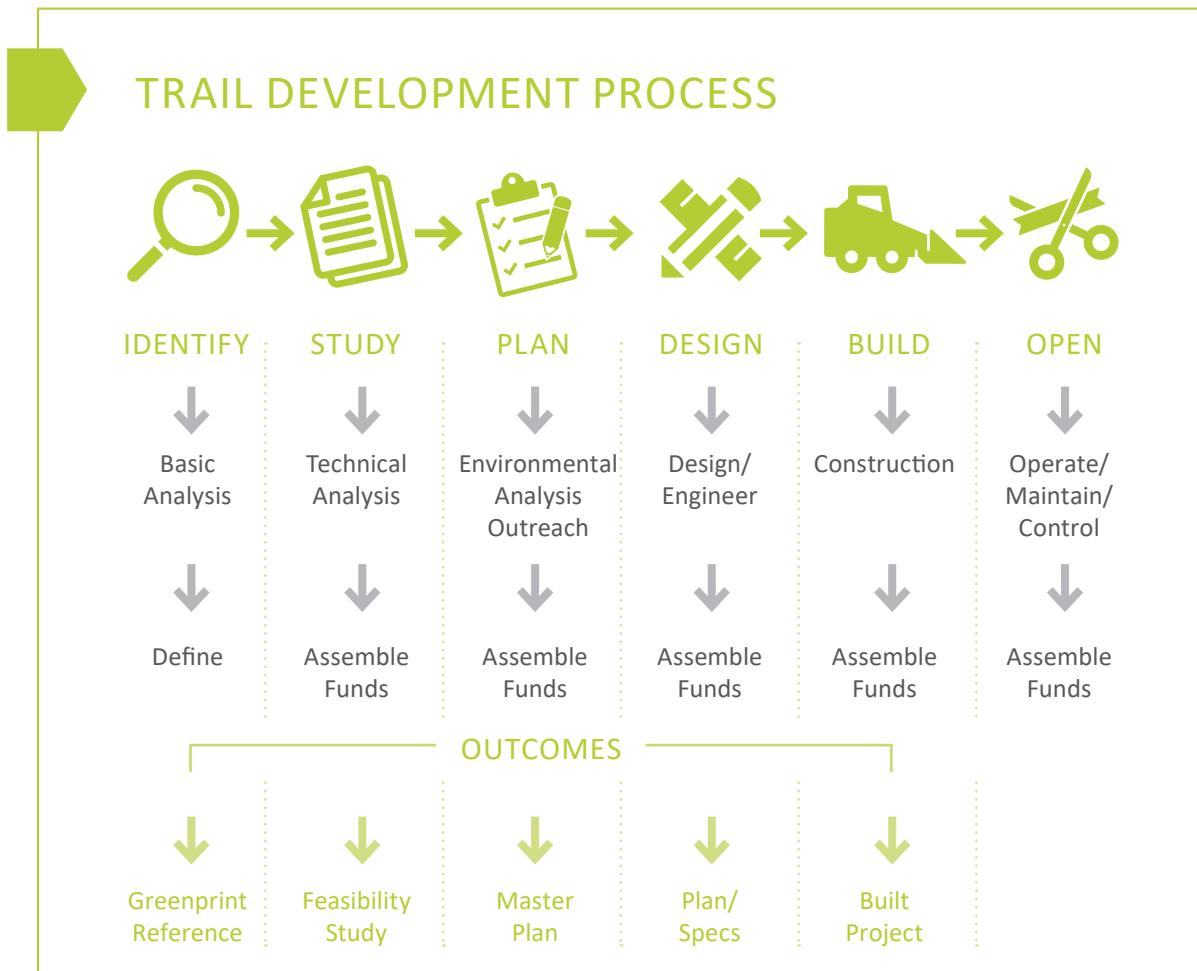 TRAIL DEVELOPMENT PROCESS
IDENTIFY
STUDY
PLAN
DESIGN
BUILD
OPEN
Basic
Analysis
Technical
Analysis
Environmental
Analysis
Outreach
Design/
Engineer
Construction
Operate/
Maintain/
Control
Define
Assemble
Funds
Assemble
Funds
Assemble
Funds
Assemble
Funds
Assemble
Funds
OUTCOMES
Greenprint
Reference
Feasibility
Study
Master
Plan
Plan/
Specs
Built
Project